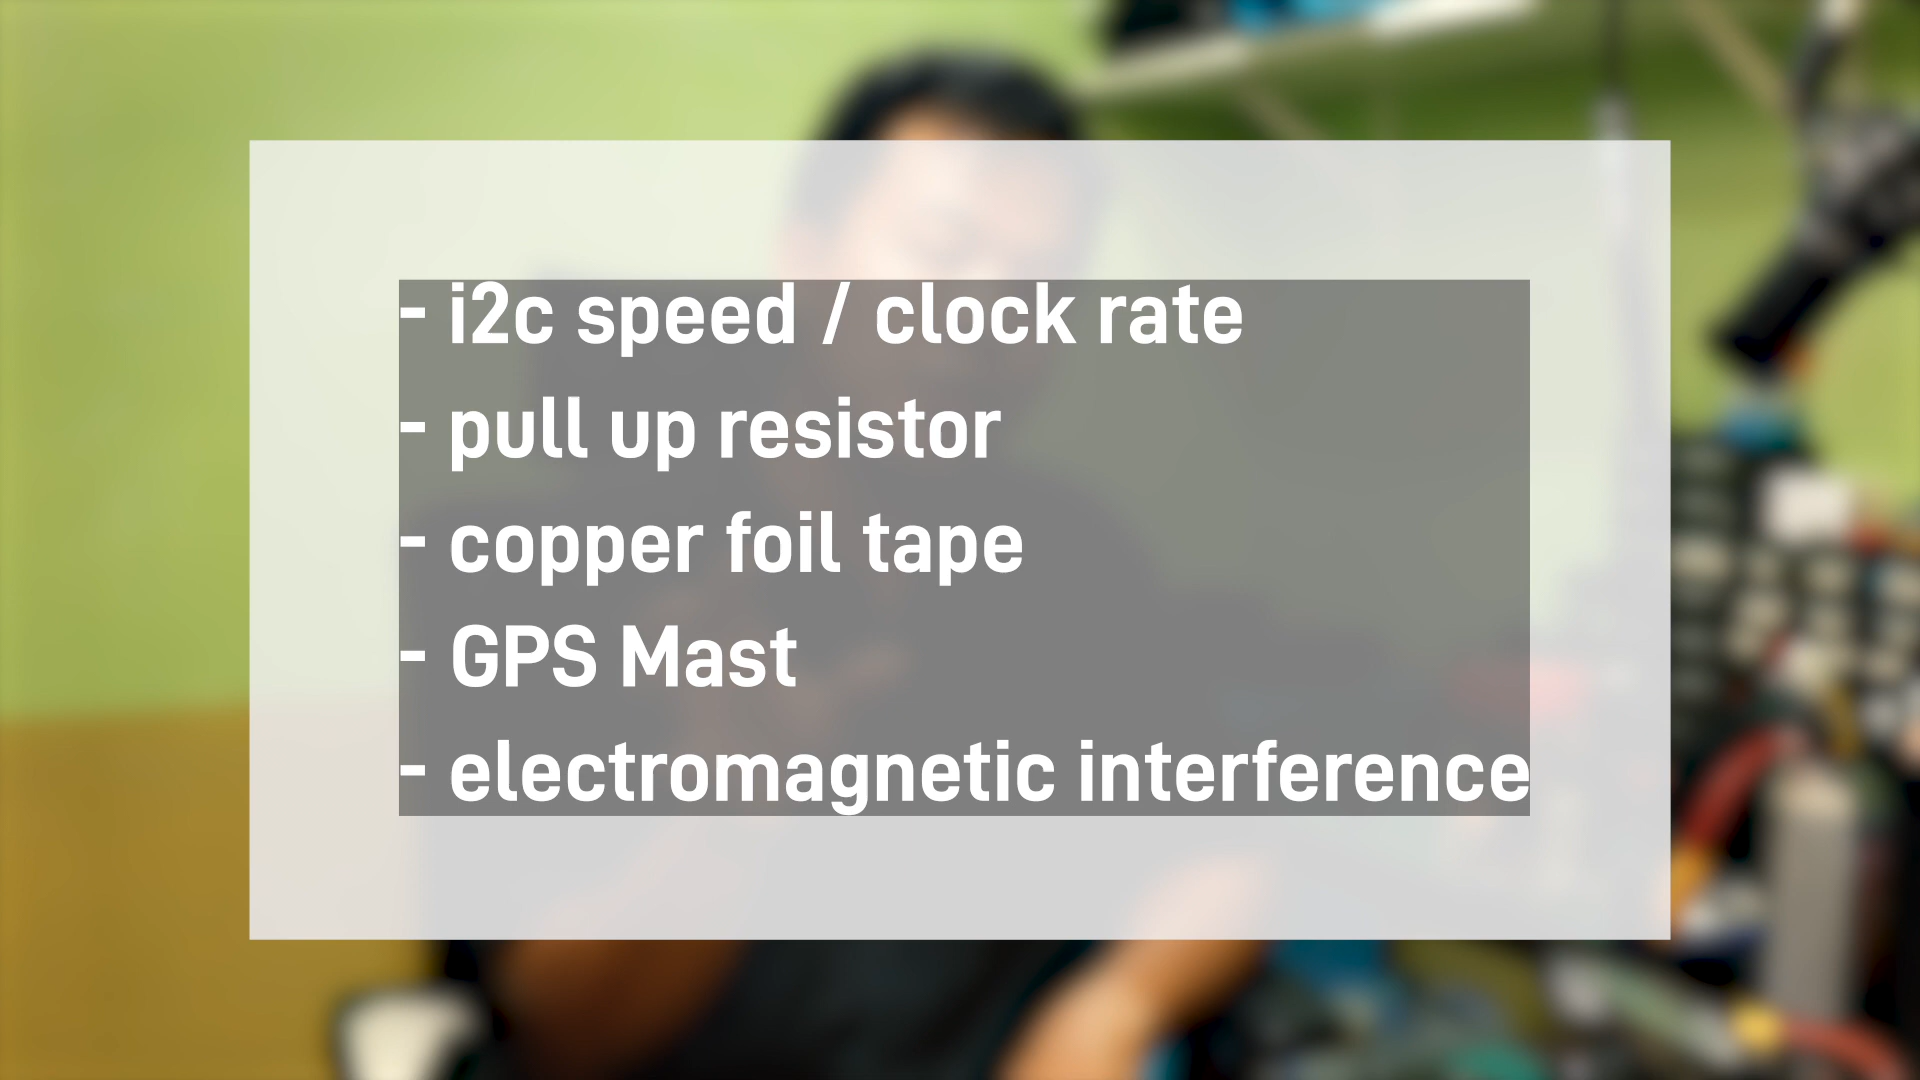 - i2c speed / clock rate
- pull up resistor
- copper foil tape
- GPS Mast
- electromagnetic interference